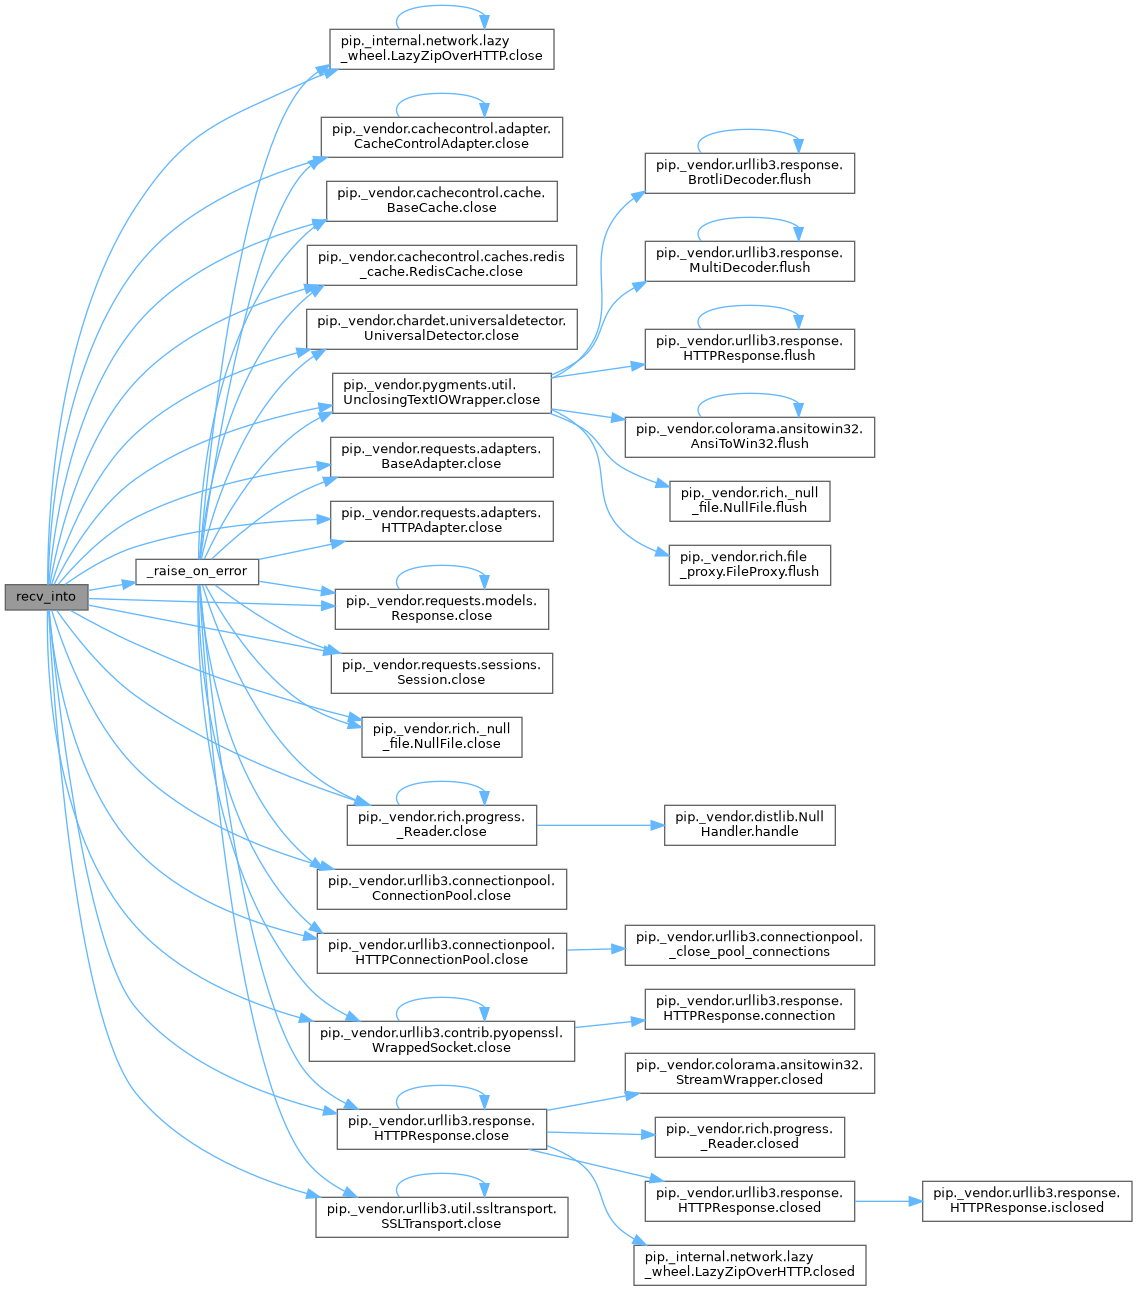 pip._internal.network.lazy
_wheel.LazyZipOverHTTP.close
pip._vendor.cachecontrol.adapter.
CacheControlAdapter.close
pip._vendor.cachecontrol.cache.
BaseCache.close
pip._vendor.cachecontrol.caches.redis
_cache.RedisCache.close
pip._vendor.chardet.universaldetector.
UniversalDetector.close
pip._vendor.pygments.util.
UnclosingTextIOWrapper.close
pip._vendor.requests.adapters.
BaseAdapter.close
pip._vendor.requests.adapters.
HTTPAdapter.close
_raise_on_error
recv_into
pip._vendor.requests.models.
Response.close
pip._vendor.requests.sessions.
Session.close
pip._vendor.rich._null
_file.NullFile.close
pip._vendor.rich.progress.
_Reader.close
pip._vendor.urllib3.connectionpool.
ConnectionPool.close
pip._vendor.urllib3.connectionpool.
HTTPConnectionPool.close
pip._vendor.urllib3.contrib.pyopenssl.
WrappedSocket.close
pip._vendor.urllib3.response.
HTTPResponse.close
pip._vendor.urllib3.util.ssltransport.
SSLTransport.close
pip._vendor.urllib3.response.
BrotliDecoder.flush
pip._vendor.urllib3.response.
MultiDecoder.flush
pip._vendor.urllib3.response.
HTTPResponse.flush
pip._vendor.colorama.ansitowin32.
AnsiToWin32.flush
pip._vendor.rich._null
_file.NullFile.flush
pip._vendor.rich.file
_proxy.FileProxy.flush
pip._vendor.distlib.Null
Handler.handle
pip._vendor.urllib3.connectionpool.
_close_pool_connections
pip._vendor.urllib3.response.
HTTPResponse.connection
pip._vendor.colorama.ansitowin32.
StreamWrapper.closed
pip._vendor.rich.progress.
_Reader.closed
pip._vendor.urllib3.response.
HTTPResponse.closed
pip._internal.network.lazy
_wheel.LazyZipOverHTTP.closed
pip._vendor.urllib3.response.
HTTPResponse.isclosed